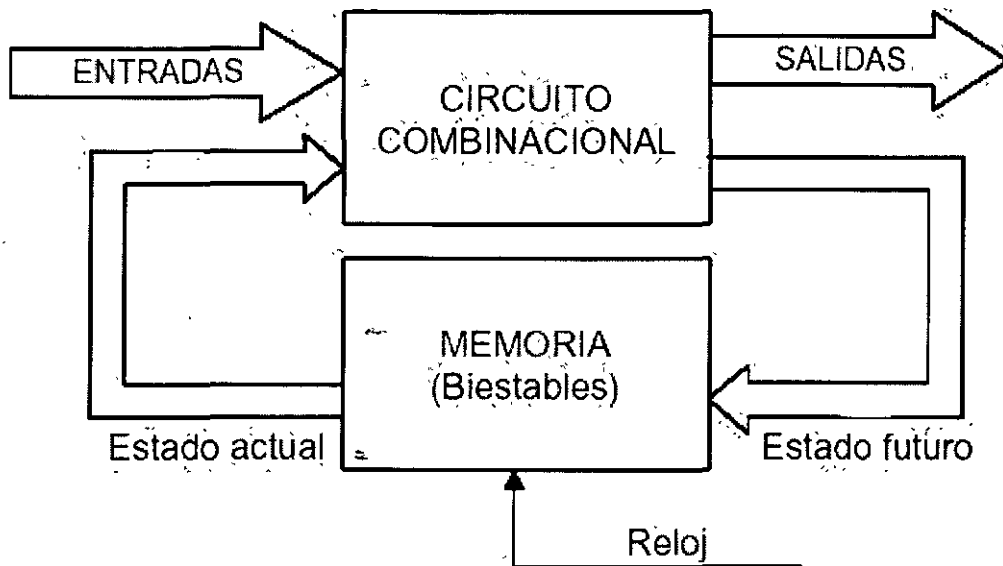 ENTRADAS
SALIDAS
CIRCUITO
COMBINACIONAL
MEMORIA
(Biestables)
Estado actual
Estado futuro
Reloj